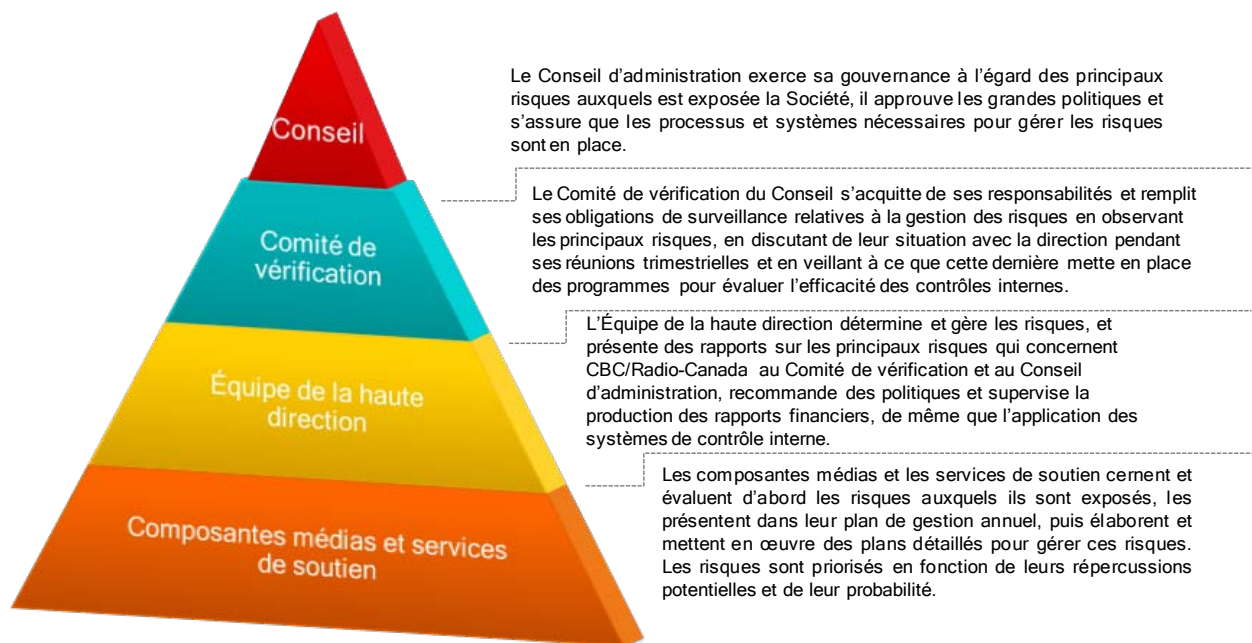 Conseil
Le Conseil d'administration exerce sa gouvernance à l'égard des principaux
risques auxquels est exposée la Société, il approuve les grandes politiques et
s'assure que les processus et systèmes nécessaires pour gérer les risques
sont en place.
Comité de
vérification
Le Comité de vérification du Conseil s'acquitte de ses responsabilités et remplit
ses obligations de surveillance relatives à la gestion des risques en observant
les principaux risques, en discutant de leur situation avec la direction pendant
ses réunions trimestrielles et en veillant à ce que cette dernière mette en place
des programmes pour évaluer l'efficacité des contrôles internes.
Équipe de la haute
direction
L'Équipe de la haute direction détermine et gère les risques, et
présente des rapports sur les principaux risques qui concernent
CBC/Radio-Canada au Comité de vérification et au Conseil
d'administration, recommande des politiques et supervise la
production des rapports financiers, de même que l'application des
systèmes de contrôle interne.
Composantes médias et services
de soutien
Les composantes médias et les services de soutien cernent et
évaluent d'abord les risques auxquels ils sont exposés, les
présentent dans leur plan de gestion annuel, puis élaborent et
mettent en œuvre des plans détaillés pour gérer ces risques.
Les risques sont priorisés en fonction de leurs répercussions
potentielles et de leur probabilité.